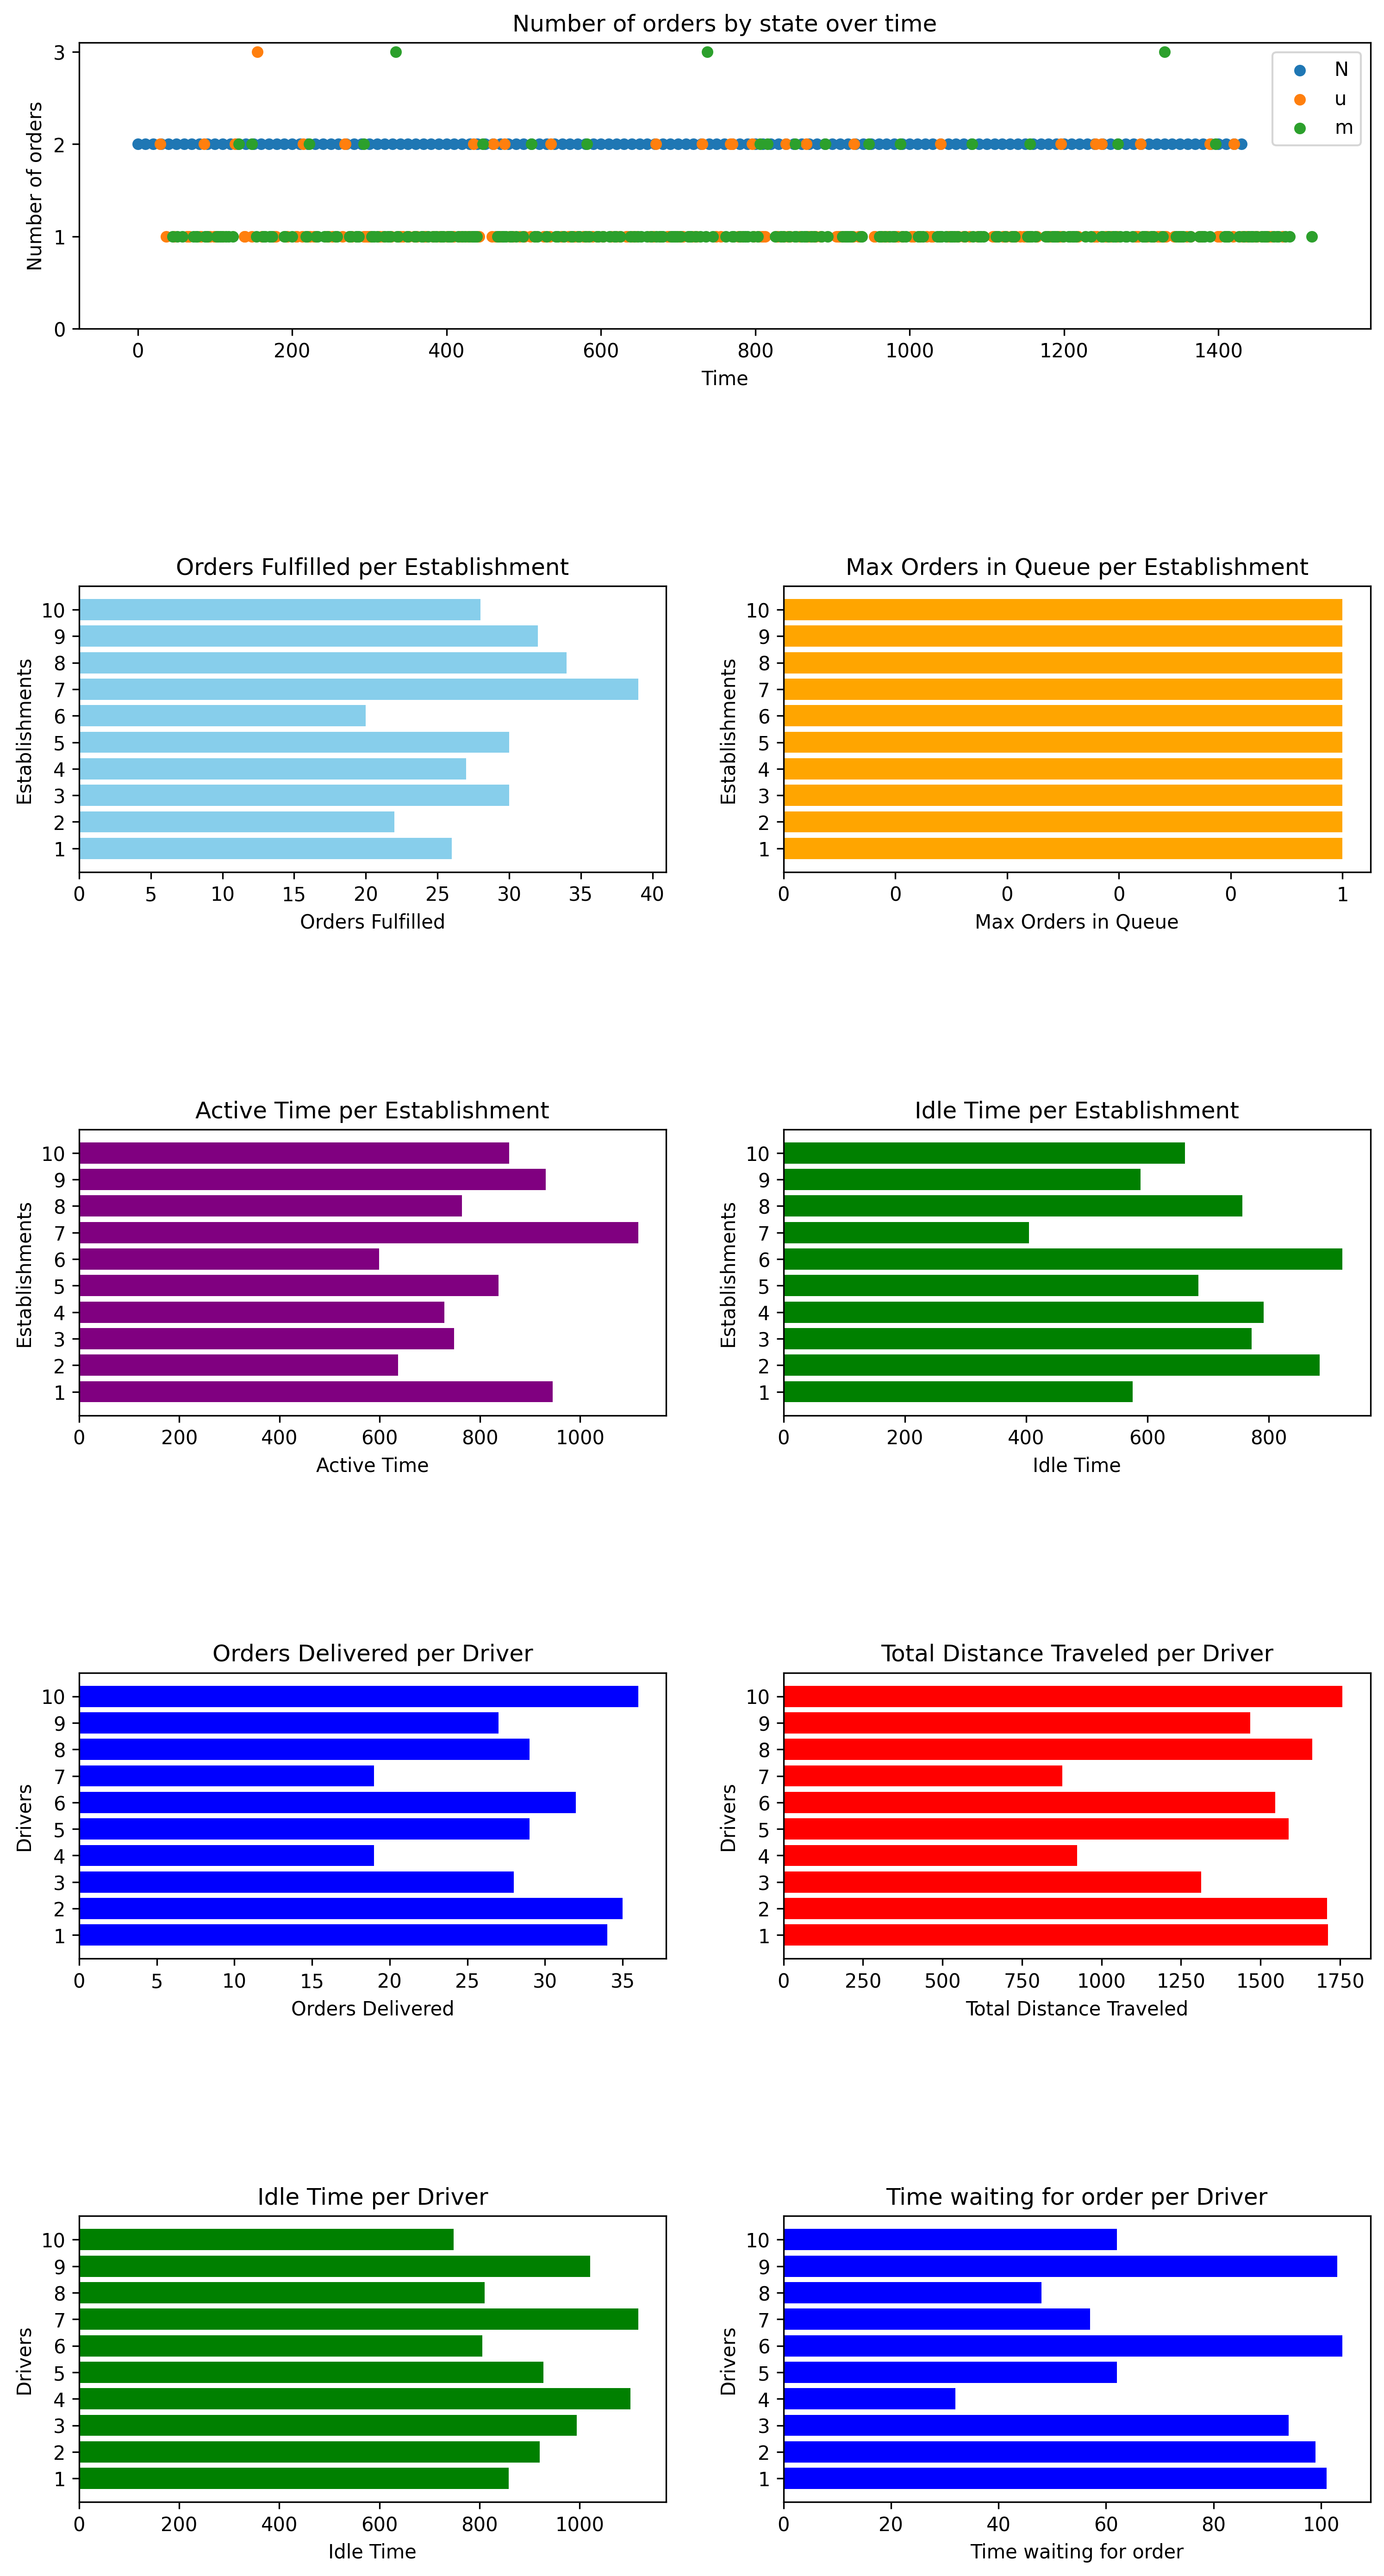 Number of orders by state over time
Number of orders
3
2
1
0
N
u
m
0 200 400 600 800 1000 1200 1400
Time
Orders Fulfilled per Establishment
Establishments
10
9
8
7
6
5
4
3
2
1
0 5 10 15 20 25 30 35 40
Orders Fulfilled
Max Orders in Queue per Establishment
Establishments
10
9
8
7
6
5
4
3
2
1
0 0 0 0 0 1
Max Orders in Queue
Active Time per Establishment
Establishments
10
9
8
7
6
5
4
3
2
1
0 200 400 600 800 1000
Active Time
Idle Time per Establishment
Establishments
10
9
8
7
6
5
4
3
2
1
0 200 400 600 800
Idle Time
Orders Delivered per Driver
Drivers
10
9
8
7
6
5
4
3
2
1
0 5 10 15 20 25 30 35
Orders Delivered
Total Distance Traveled per Driver
Drivers
10
9
8
7
6
5
4
3
2
1
0 250 500 750 1000 1250 1500 1750
Total Distance Traveled
Idle Time per Driver
Drivers
10
9
8
7
6
5
4
3
2
1
0 200 400 600 800 1000
Idle Time
Time waiting for order per Driver
Drivers
10
9
8
7
6
5
4
3
2
1
0 20 40 60 80 100
Time waiting for order